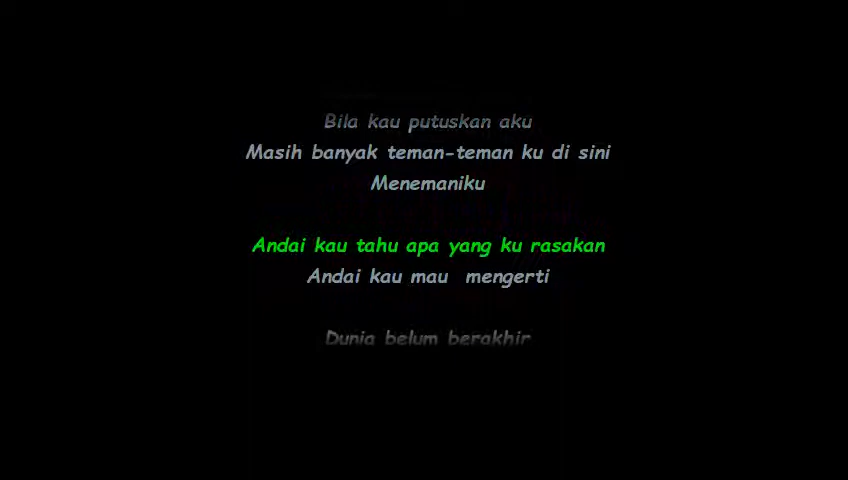 Bila kau putuskan aku
Masih banyak teman-teman ku di sini
Menemaniku
Andai kau tahu apa yang ku rasakan
Andai kau mau mengerti
Dunia belum berakhir